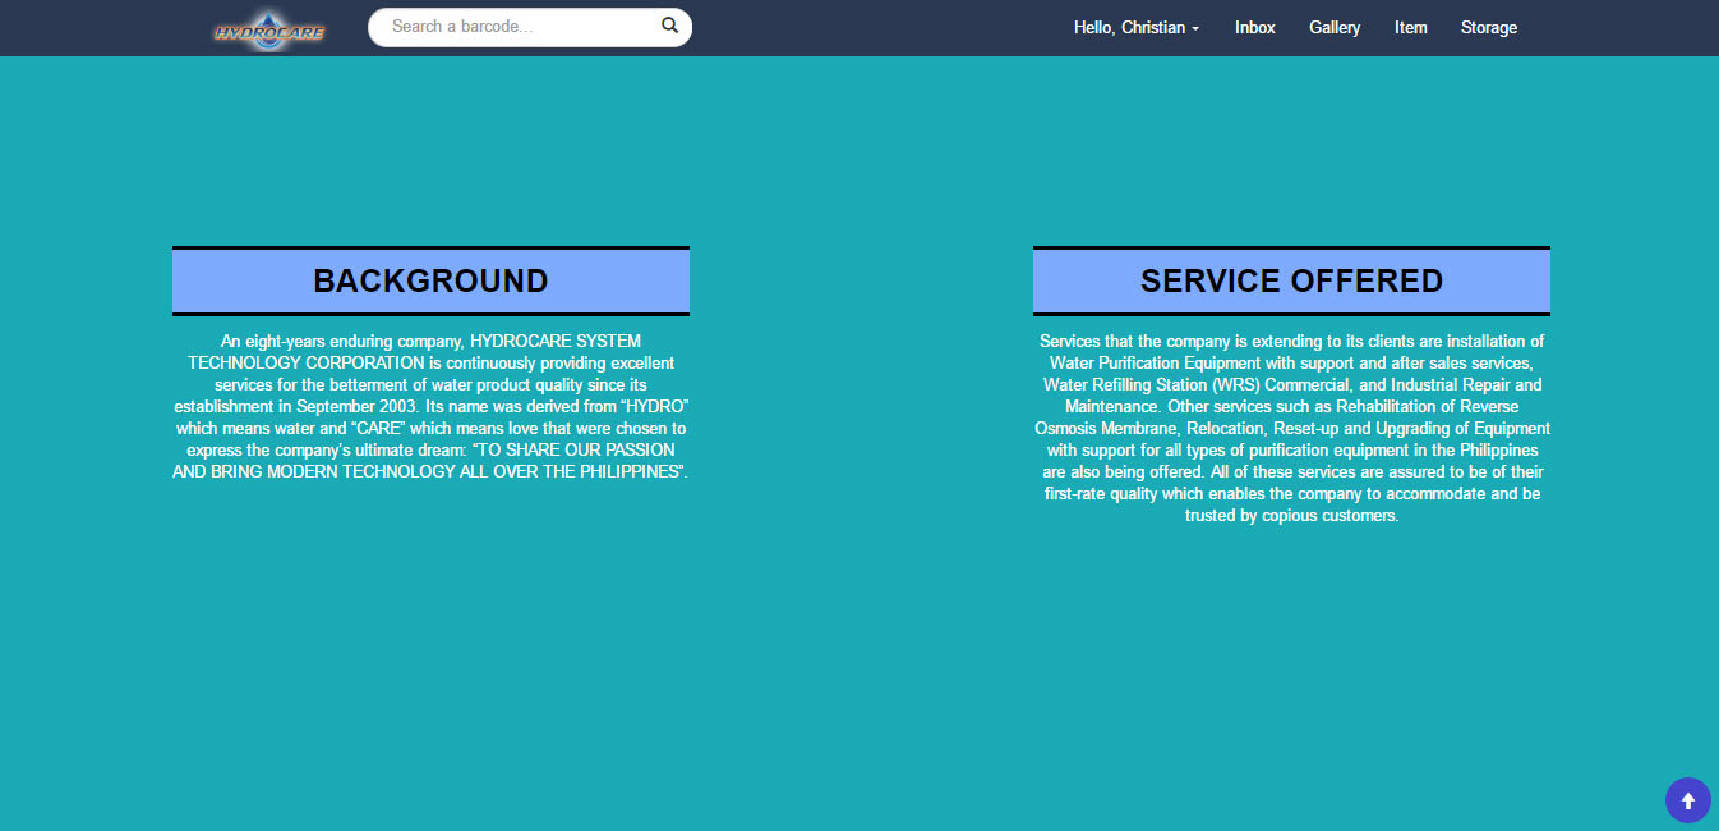 HYDROCARE
Search a barcode...
Hello, Christian
Inbox
Gallery
Item
Storage
BACKGROUND
An eight-years enduring company, HYDROCARE SYSTEM
TECHNOLOGY CORPORATION is continuously providing excellent
services for the betterment of water product quality since its
establishment in September 2003. Its name was derived from “HYDRO”
which means water and “CARE” which means love that were chosen to
express the company’s ultimate dream: “TO SHARE OUR PASSION
AND BRING MODERN TECHNOLOGY ALL OVER THE PHILIPPINES”.
SERVICE OFFERED
Services that the company is extending to its clients are installation of
Water Purification Equipment with support and after sales services,
Water Refilling Station (WRS) Commercial, and Industrial Repair and
Maintenance. Other services such as Rehabilitation of Reverse
Osmosis Membrane, Relocation, Reset-up and Upgrading of Equipment
with support for all types of purification equipment in the Philippines
are also being offered. All of these services are assured to be of their
first-rate quality which enables the company to accommodate and be
trusted by copious customers.